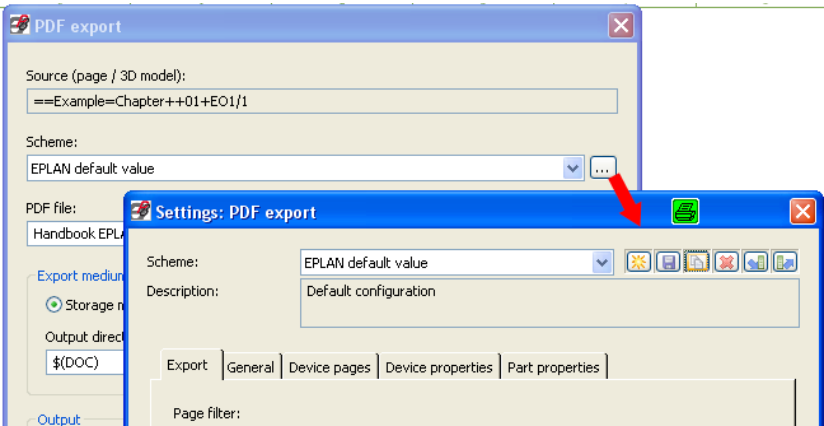 PDF export
Source (page / 3D model):
==Example=Chapter++01+EO1/1
Scheme:
EPLAN default value
...
PDF file:
Handbook EPLA
Settings: PDF export
Scheme:
EPLAN default value
Description:
Default configuration
Export medium
Storage m
Output direct
$(DOC)
Export General Device pages Device properties Part properties
Page filter:
Output